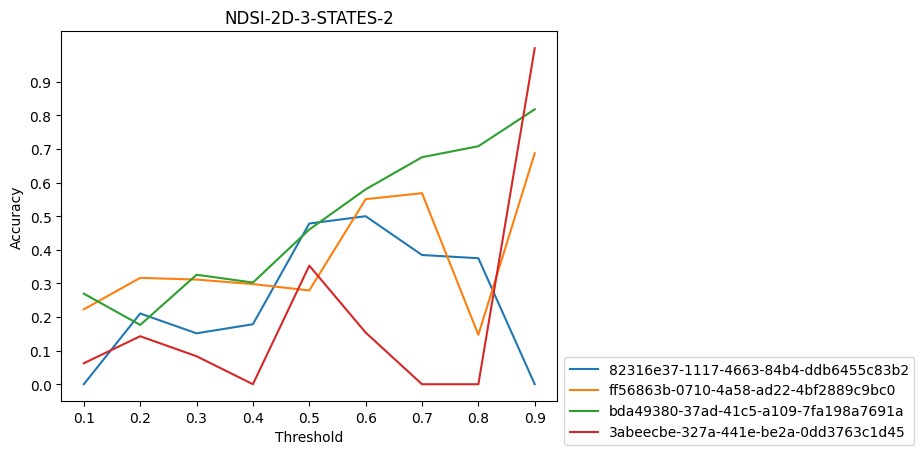 NDSI-2D-3-STATES-2
Accuracy
0.9
0.8
0.7
0.6
0.5
0.4
0.3
0.2
0.1
0.0
0.1 0.2 0.3 0.4 0.5 0.6 0.7 0.8 0.9
Threshold
82316e37-1117-4663-84b4-ddb6455c83b2
ff56863b-0710-4a58-ad22-4bf2889c9bc0
bda49380-37ad-41c5-a109-7fa198a7691a
3abeecbe-327a-441e-be2a-0dd3763c1d45